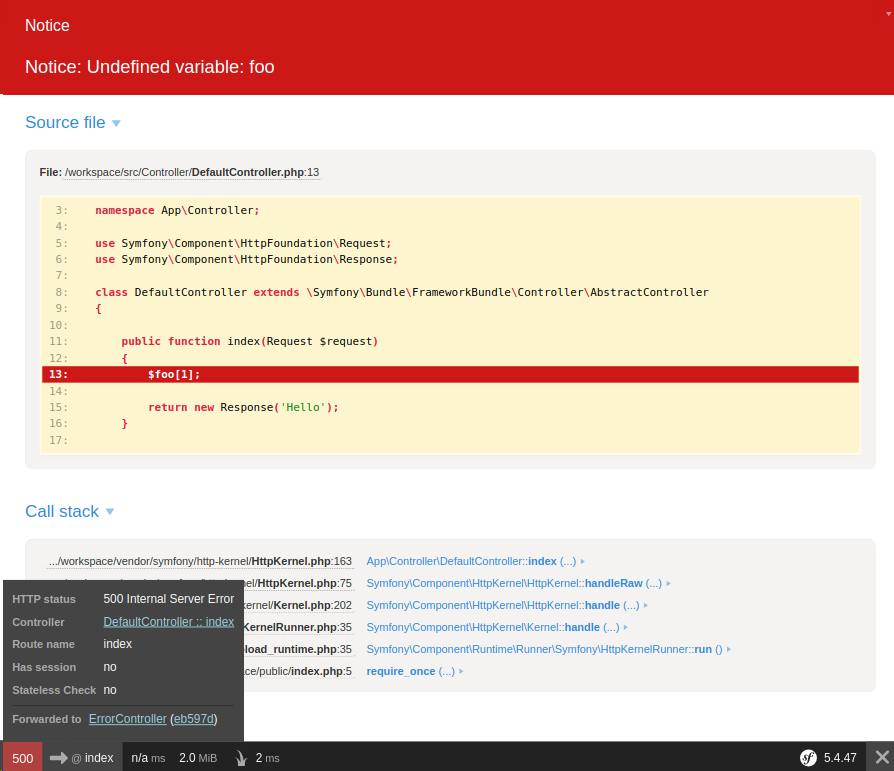 Notice
Notice: Undefined variable: foo
Source file
File: /workspace/src/Controller/DefaultController.php:13
3: namespace App\Controller;
4:
5: use Symfony\Component\HttpFoundation\Request;
6: use Symfony\Component\HttpFoundation\Response;
7:
8: class DefaultController extends \Symfony\Bundle\FrameworkBundle\Controller\AbstractController
9: {
10:
11: public function index(Request $request)
12: {
13: $foo[1];
14:
15: return new Response('Hello');
16: }
17:
Call stack
.../workspace/vendor/symfony/http-kernel/HttpKernel.php:163 App\Controller\DefaultController::index (...)
HttpKernel.php:75 Symfony\Component\HttpKernel\HttpKernel::handleRaw (...)
Kernel.php:202 Symfony\Component\HttpKernel\HttpKernel::handle (...)
KernelRunner.php:35 Symfony\Component\HttpKernel\Kernel::handle (...)
load_runtime.php:35 Symfony\Component\Runtime\Runner\Symfony\HttpKernelRunner::run ()
/public/index.php:5 require_once (...)
HTTP status 500 Internal Server Error
Controller DefaultController :: index
Route name index
Has session no
Stateless Check no
Forwarded to ErrorController (eb597d)
500 @ index n/a ms 2.0 MiB 2 ms sf 5.4.47